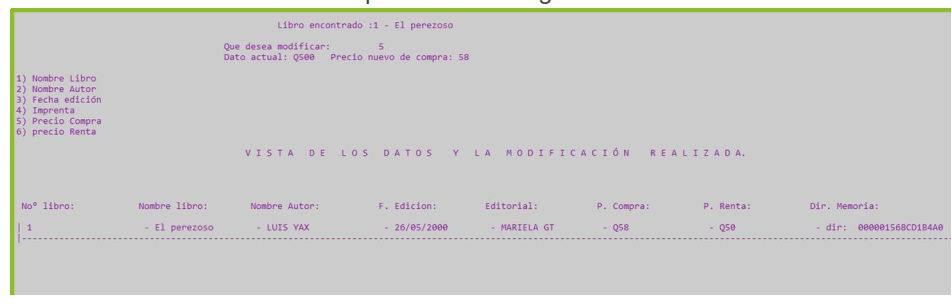 Libro encontrado :1 - El perezoso
Que desea modificar: 5
Dato actual: Q500 Precio nuevo de compra: 58
1) Nombre Libro
2) Nombre Autor
3) Fecha edición
4) Imprenta
5) Precio Compra
6) precio Renta
V I S T A D E L O S D A T O S Y L A M O D I F I C A C I Ó N R E A L I Z A D A.
Noº libro: Nombre libro: Nombre Autor: F. Edicion: Editorial: P. Compra: P. Renta: Dir. Memoria:
| 1 - El perezoso - LUIS YAX - 26/05/2000 - MARIELA GT - Q58 - Q50 - dir: 000001568CD1B4A0